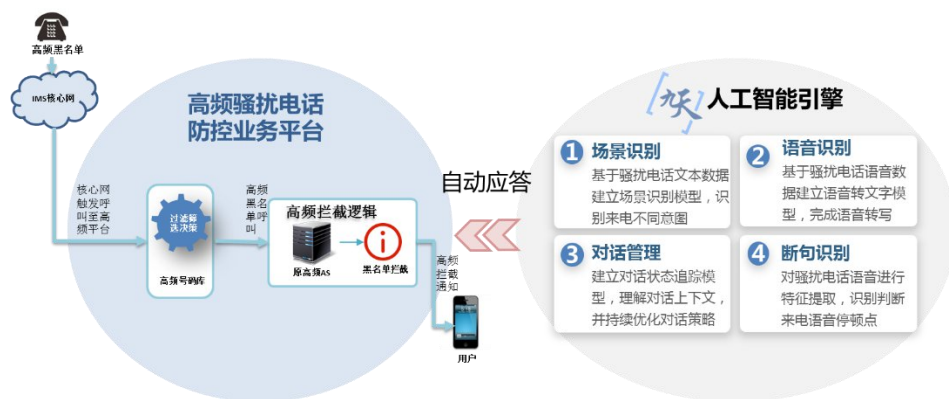 高频黑名单
IMS核心网
高频骚扰电话
防控业务平台
核心网
触发呼
叫至高
频平台
过滤筛
选决策
高频号码库
高频
黑名
单呼
叫
高频拦截逻辑
原高频AS
黑名单拦截
高频
拦截
通知
用户
自动应答
九天 人工智能引擎
1 场景识别
基于骚扰电话文本数据
建立场景识别模型，识
别来电不同意图
2 语音识别
基于骚扰电话语音数
据建立语音转文字模
型，完成语音转写
3 对话管理
建立对话状态追踪模
型，理解对话上下文，
并持续优化对话策略
4 断句识别
对骚扰电话语音进行
特征提取，识别判断
来电语音停顿点